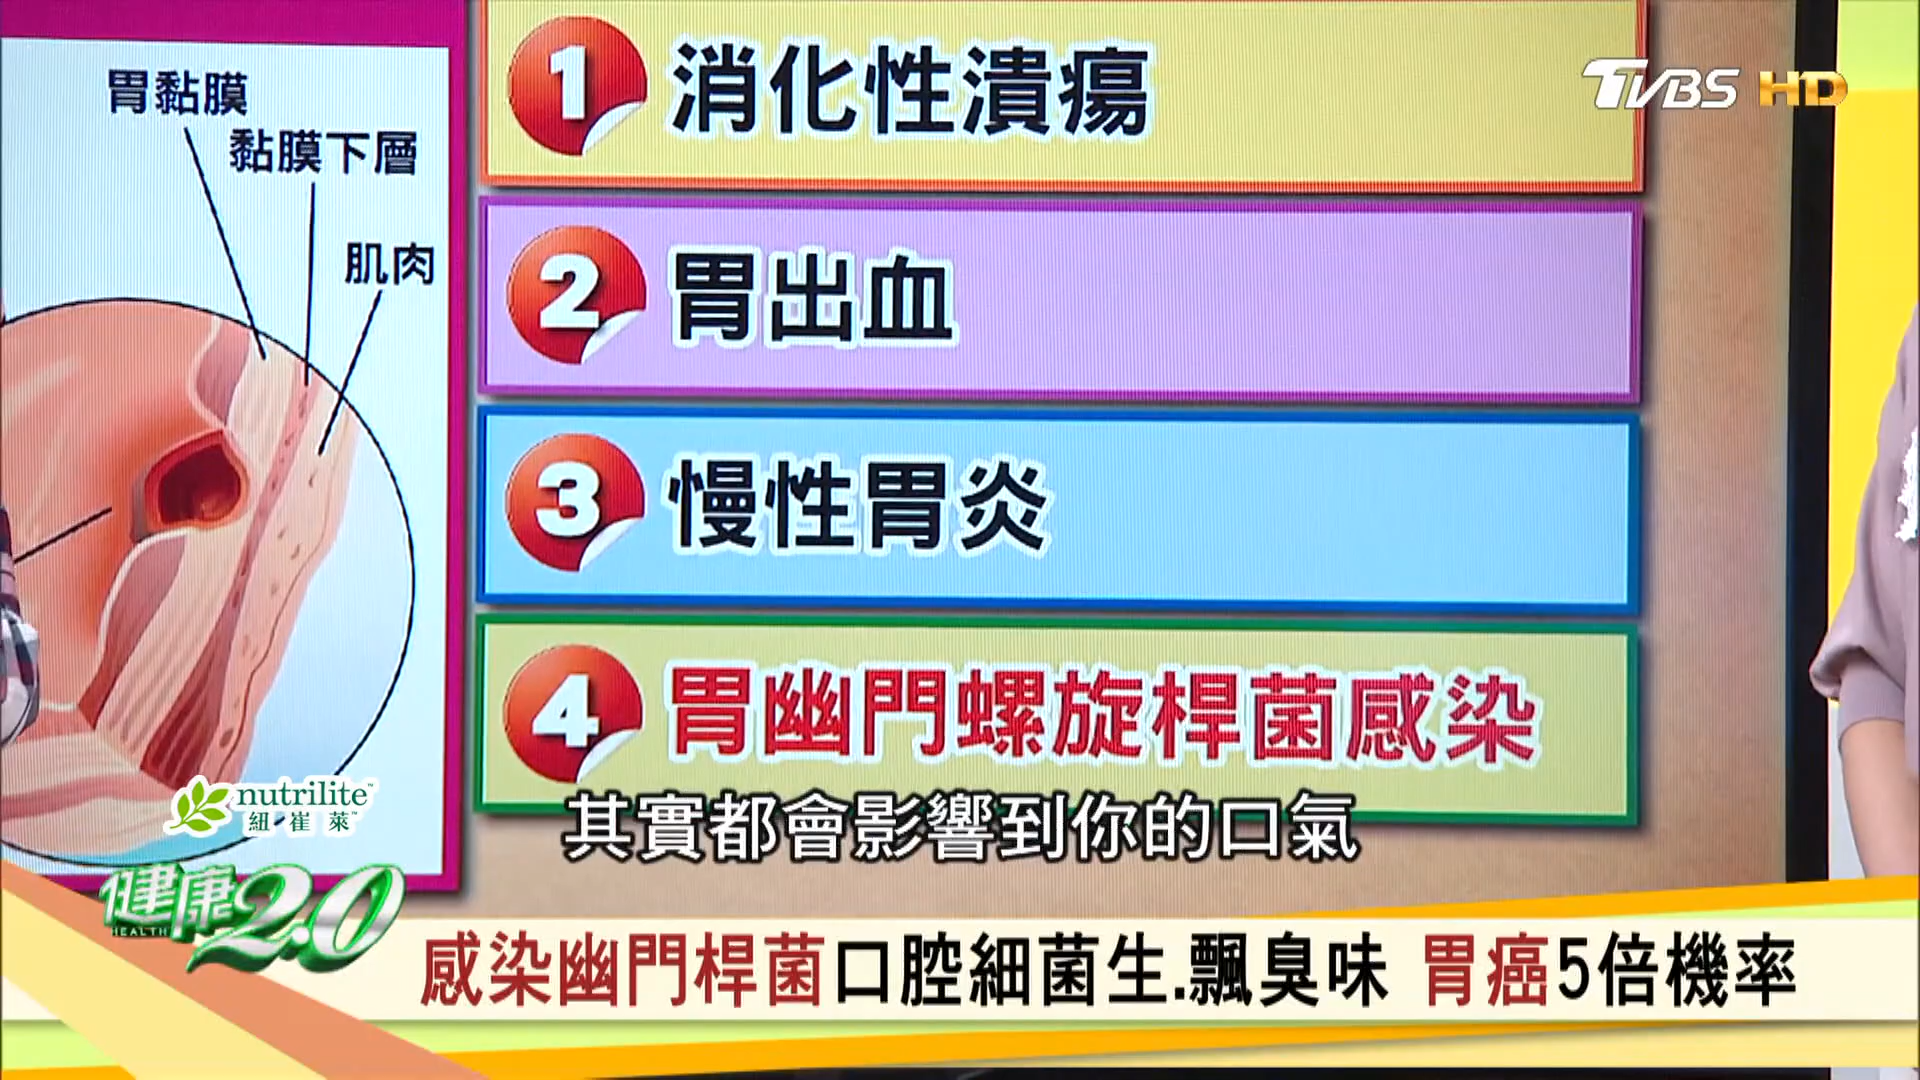 胃黏膜
黏膜下層
肌肉
1 消化性潰瘍
2 胃出血
3 慢性胃炎
4 胃幽門螺旋桿菌感染
TVBS HD
nutrilite™
紐崔萊™
其實都會影響到你的口氣
健康2.0
HEALTH
感染幽門桿菌口腔細菌生.飄臭味 胃癌5倍機率